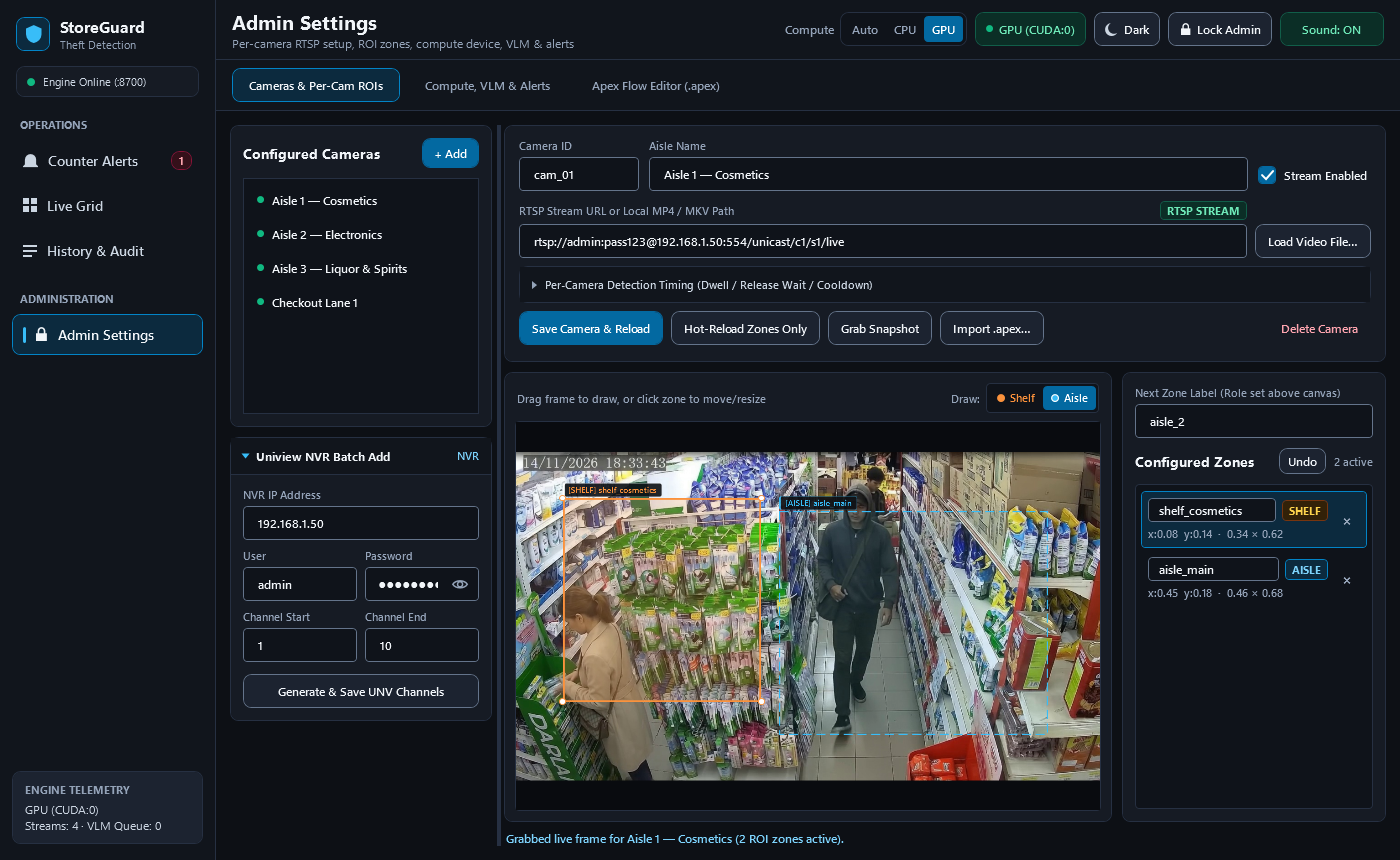 StoreGuard
Theft Detection
Engine Online (:8700)
OPERATIONS
Counter Alerts 1
Live Grid
History & Audit
ADMINISTRATION
Admin Settings
ENGINE TELEMETRY
GPU (CUDA:0)
Streams: 4 · VLM Queue: 0
Admin Settings
Per-camera RTSP setup, ROI zones, compute device, VLM & alerts
Compute Auto CPU GPU GPU (CUDA:0) Dark Lock Admin Sound: ON
Cameras & Per-Cam ROIs Compute, VLM & Alerts Apex Flow Editor (.apex)
Configured Cameras + Add
Aisle 1 — Cosmetics
Aisle 2 — Electronics
Aisle 3 — Liquor & Spirits
Checkout Lane 1
Uniview NVR Batch Add NVR
NVR IP Address
192.168.1.50
User Password
admin ●●●●●●●●
Channel Start Channel End
1 10
Generate & Save UNV Channels
Camera ID Aisle Name
cam_01 Aisle 1 — Cosmetics Stream Enabled
RTSP Stream URL or Local MP4 / MKV Path RTSP STREAM
rtsp://admin:pass123@192.168.1.50:554/unicast/c1/s1/live Load Video File...
Per-Camera Detection Timing (Dwell / Release Wait / Cooldown)
Save Camera & Reload Hot-Reload Zones Only Grab Snapshot Import .apex... Delete Camera
Drag frame to draw, or click zone to move/resize Draw: Shelf Aisle
14/11/2026 18:33:43
[SHELF] shelf_cosmetics
[AISLE] aisle_main
DARLA
Grabbed live frame for Aisle 1 — Cosmetics (2 ROI zones active).
Next Zone Label (Role set above canvas)
aisle_2
Configured Zones Undo 2 active
shelf_cosmetics SHELF ×
x:0.08 y:0.14 · 0.34 × 0.62
aisle_main AISLE ×
x:0.45 y:0.18 · 0.46 × 0.68